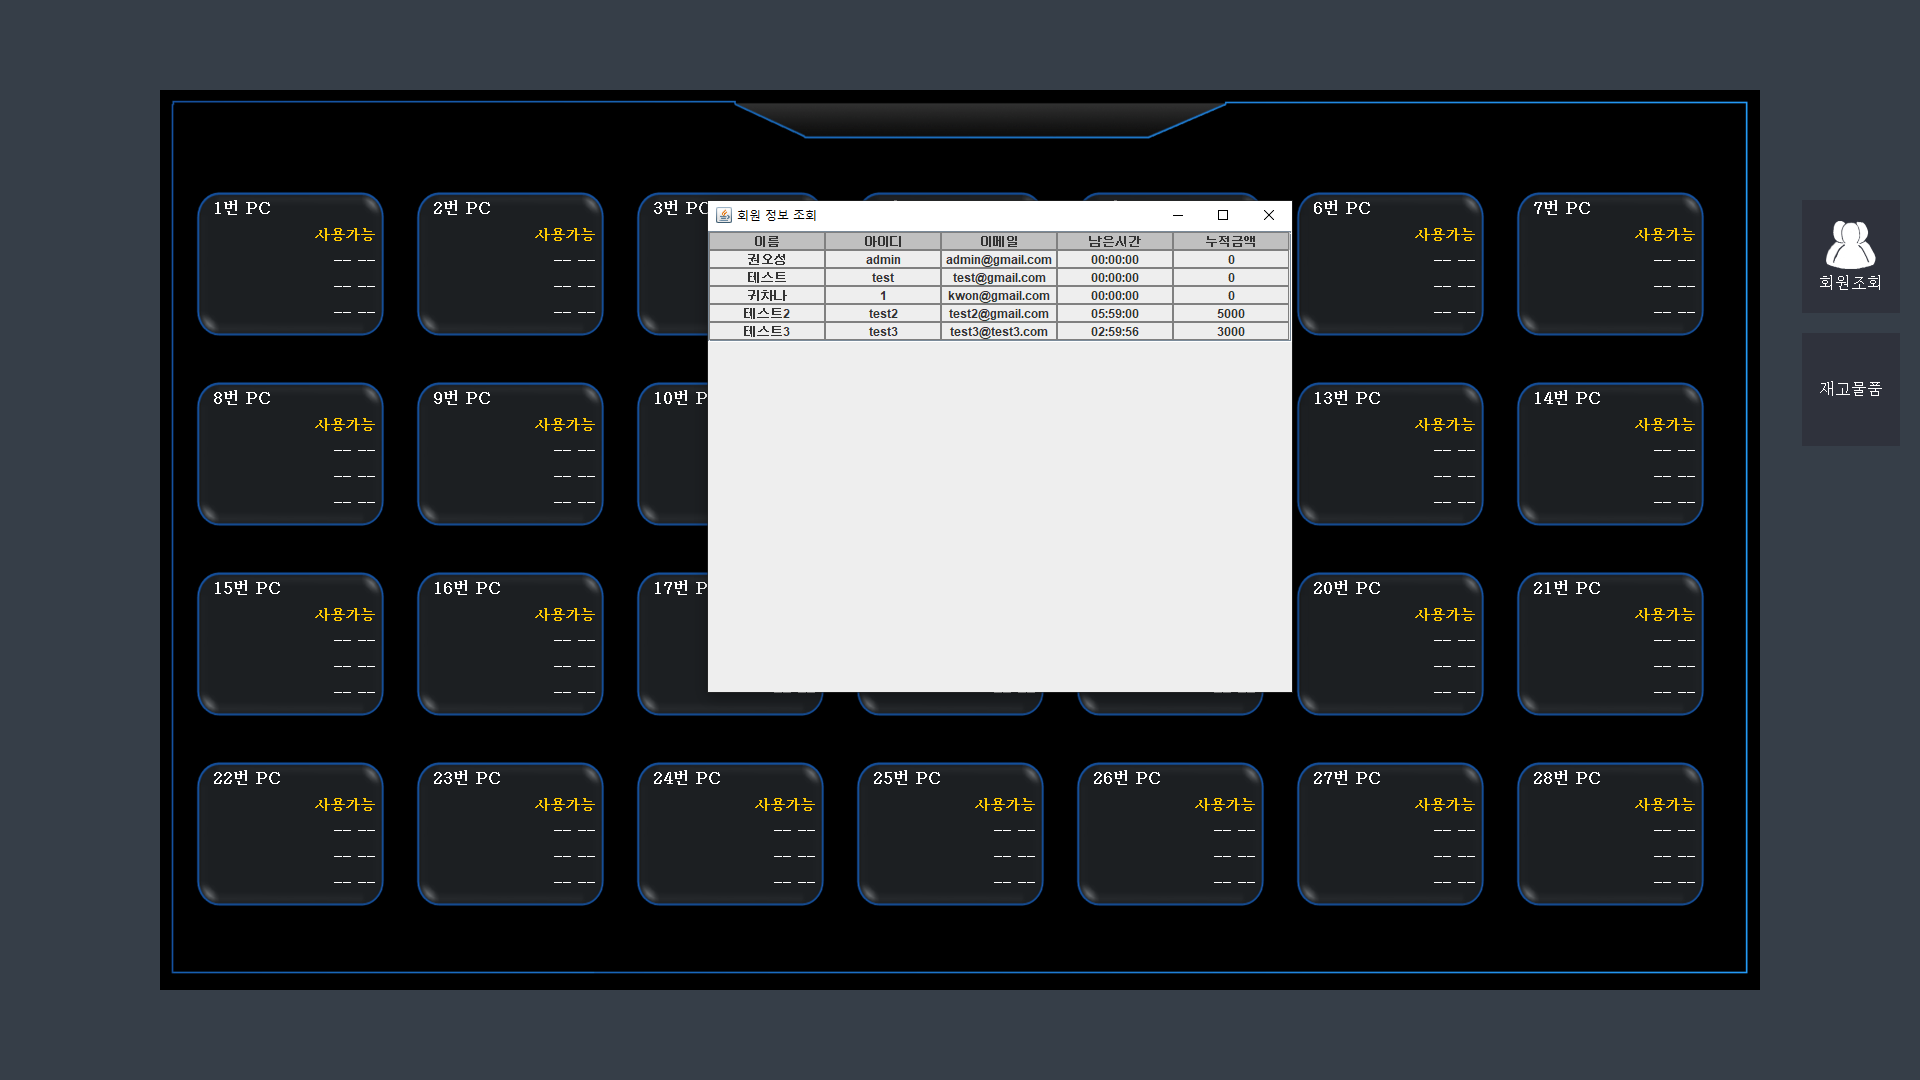 1번 PC
사용가능
-- --
-- --
-- --
2번 PC
사용가능
-- --
-- --
-- --
3번 PC
회원 정보 조회
이름 아이디 이메일 남은시간 누적금액
권오성 admin admin@gmail.com 00:00:00 0
테스트 test test@gmail.com 00:00:00 0
귀차나 1 kwon@gmail.com 00:00:00 0
테스트2 test2 test2@gmail.com 05:59:00 5000
테스트3 test3 test3@test3.com 02:59:56 3000
6번 PC
사용가능
-- --
-- --
-- --
7번 PC
사용가능
-- --
-- --
-- --
회원조회
재고물품
8번 PC
사용가능
-- --
-- --
-- --
9번 PC
사용가능
-- --
-- --
-- --
10번 P
13번 PC
사용가능
-- --
-- --
-- --
14번 PC
사용가능
-- --
-- --
-- --
15번 PC
사용가능
-- --
-- --
-- --
16번 PC
사용가능
-- --
-- --
-- --
17번 P
20번 PC
사용가능
-- --
-- --
-- --
21번 PC
사용가능
-- --
-- --
-- --
22번 PC
사용가능
-- --
-- --
-- --
23번 PC
사용가능
-- --
-- --
-- --
24번 PC
사용가능
-- --
-- --
-- --
25번 PC
사용가능
-- --
-- --
-- --
26번 PC
사용가능
-- --
-- --
-- --
27번 PC
사용가능
-- --
-- --
-- --
28번 PC
사용가능
-- --
-- --
-- --